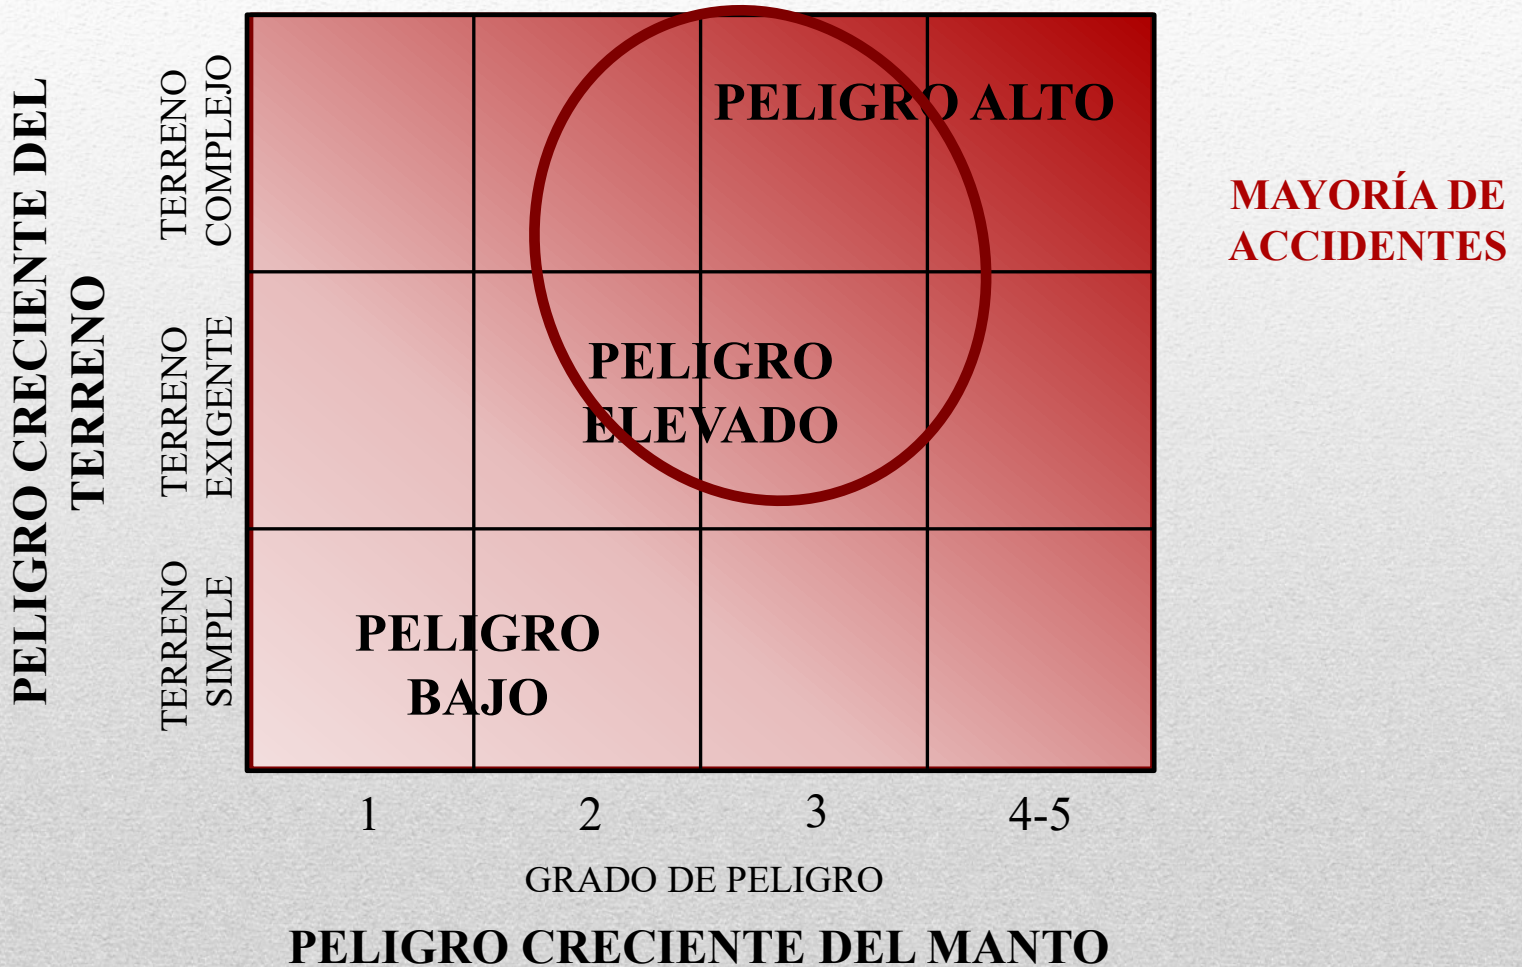 PELIGRO CRECIENTE DEL
TERRENO
TERRENO
COMPLEJO
TERRENO
EXIGENTE
TERRENO
SIMPLE
PELIGRO ALTO
PELIGRO
ELEVADO
PELIGRO
BAJO
MAYORÍA DE
ACCIDENTES
1
2
3
4-5
GRADO DE PELIGRO
PELIGRO CRECIENTE DEL MANTO